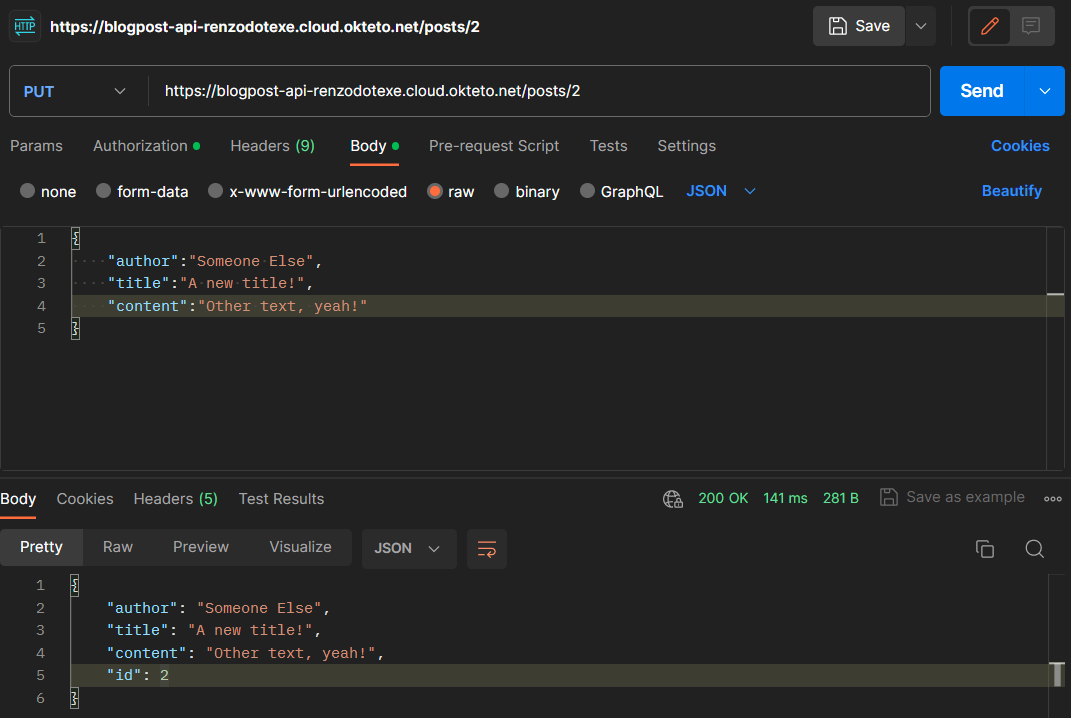 HTTP https://blogpost-api-renzodotexe.cloud.okteto.net/posts/2 Save
PUT https://blogpost-api-renzodotexe.cloud.okteto.net/posts/2 Send
Params Authorization Headers (9) Body Pre-request Script Tests Settings Cookies
none form-data x-www-form-urlencoded raw binary GraphQL JSON Beautify
1 {
2 "author":"Someone Else",
3 "title":"A new title!",
4 "content":"Other text, yeah!"
5 }
Body Cookies Headers (5) Test Results 200 OK 141 ms 281 B Save as example
Pretty Raw Preview Visualize JSON
1 {
2 "author": "Someone Else",
3 "title": "A new title!",
4 "content": "Other text, yeah!",
5 "id": 2
6 }